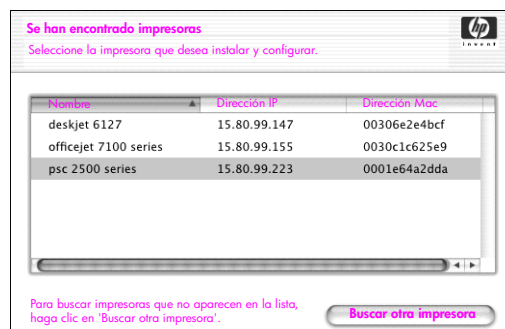 Se han encontrado impresoras
Seleccione la impresora que desea instalar y configurar.
hp
invent
Nombre Dirección IP Dirección Mac
deskjet 6127 15.80.99.147 00306e2e4bcf
officejet 7100 series 15.80.99.155 0030c1c625e9
psc 2500 series 15.80.99.223 0001e64a2dda
Para buscar impresoras que no aparecen en la lista,
haga clic en 'Buscar otra impresora'.
Buscar otra impresora